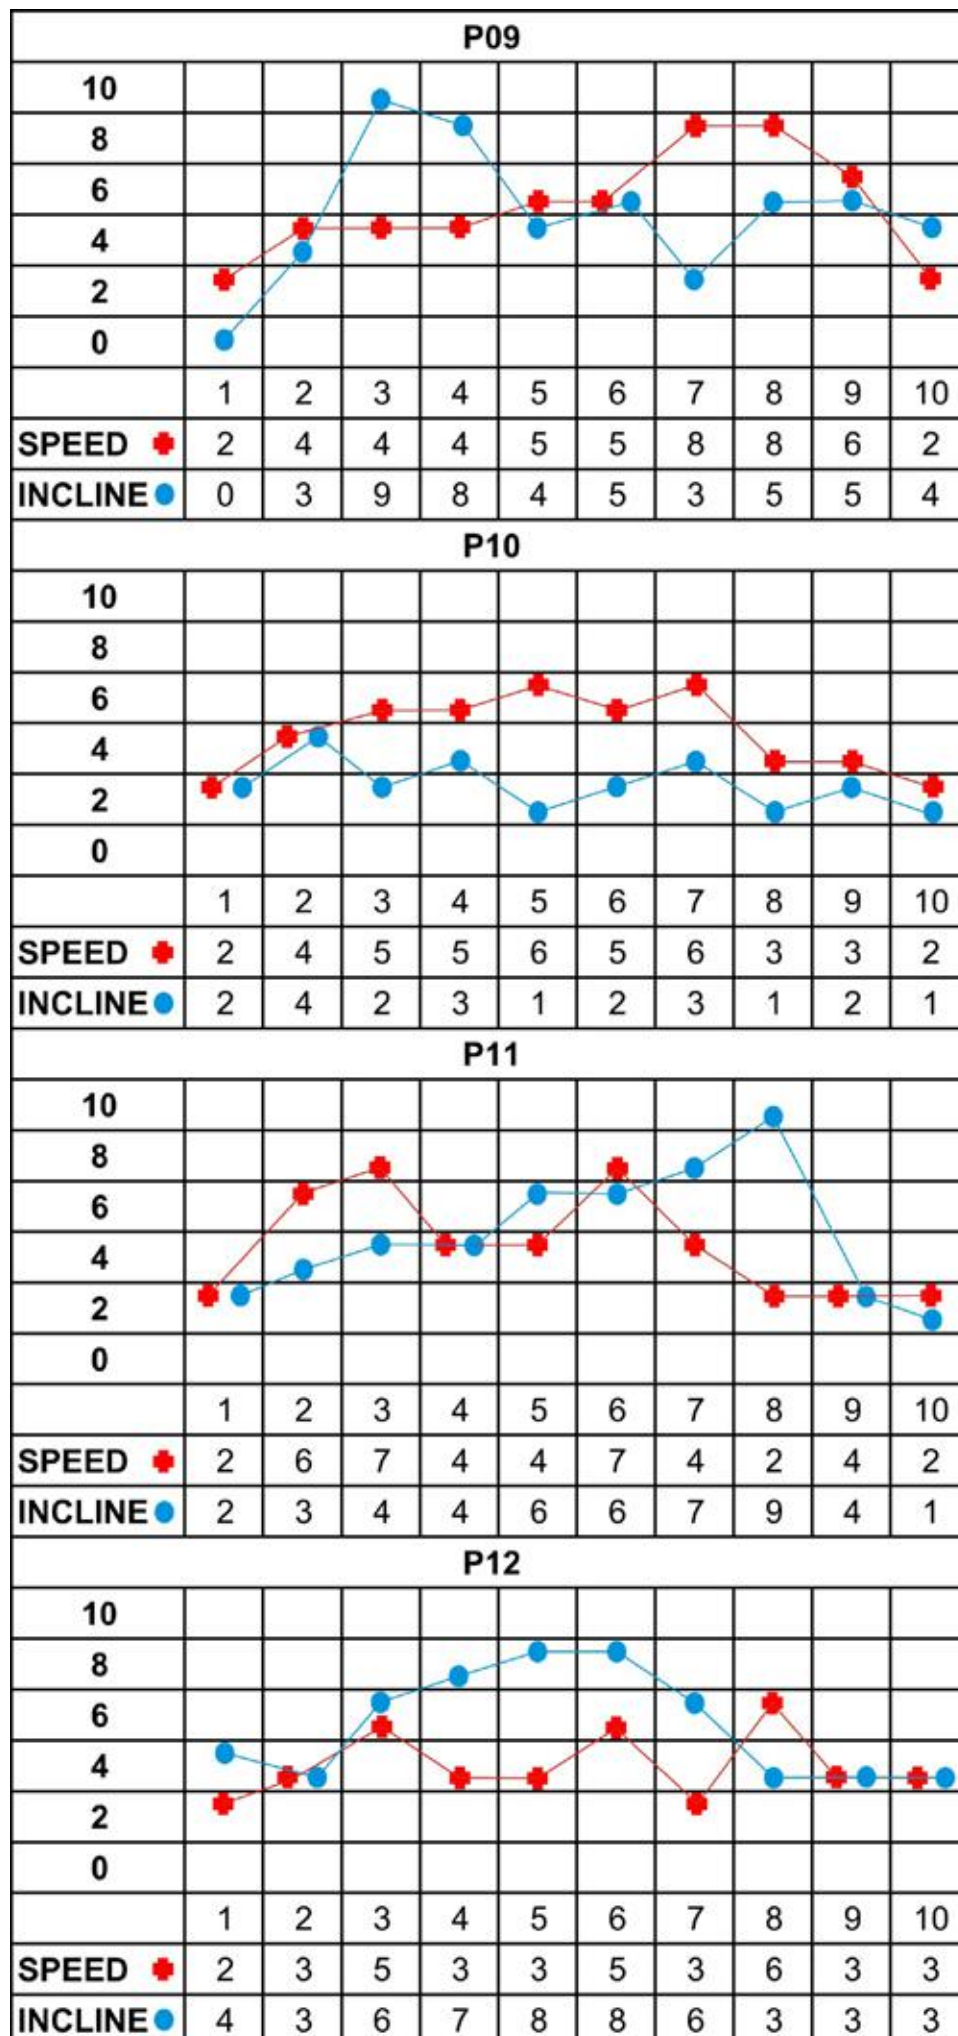 P09
10
8
6
4
2
0
1 2 3 4 5 6 7 8 9 10
SPEED 2 4 4 4 5 5 8 8 6 2
INCLINE 0 3 9 8 4 5 3 5 5 4
P10
10
8
6
4
2
0
1 2 3 4 5 6 7 8 9 10
SPEED 2 4 5 5 6 5 6 3 3 2
INCLINE 2 4 2 3 1 2 3 1 2 1
P11
10
8
6
4
2
0
1 2 3 4 5 6 7 8 9 10
SPEED 2 6 7 4 4 7 4 2 4 2
INCLINE 2 3 4 4 6 6 7 9 4 1
P12
10
8
6
4
2
0
1 2 3 4 5 6 7 8 9 10
SPEED 2 3 5 3 3 5 3 6 3 3
INCLINE 4 3 6 7 8 8 6 3 3 3